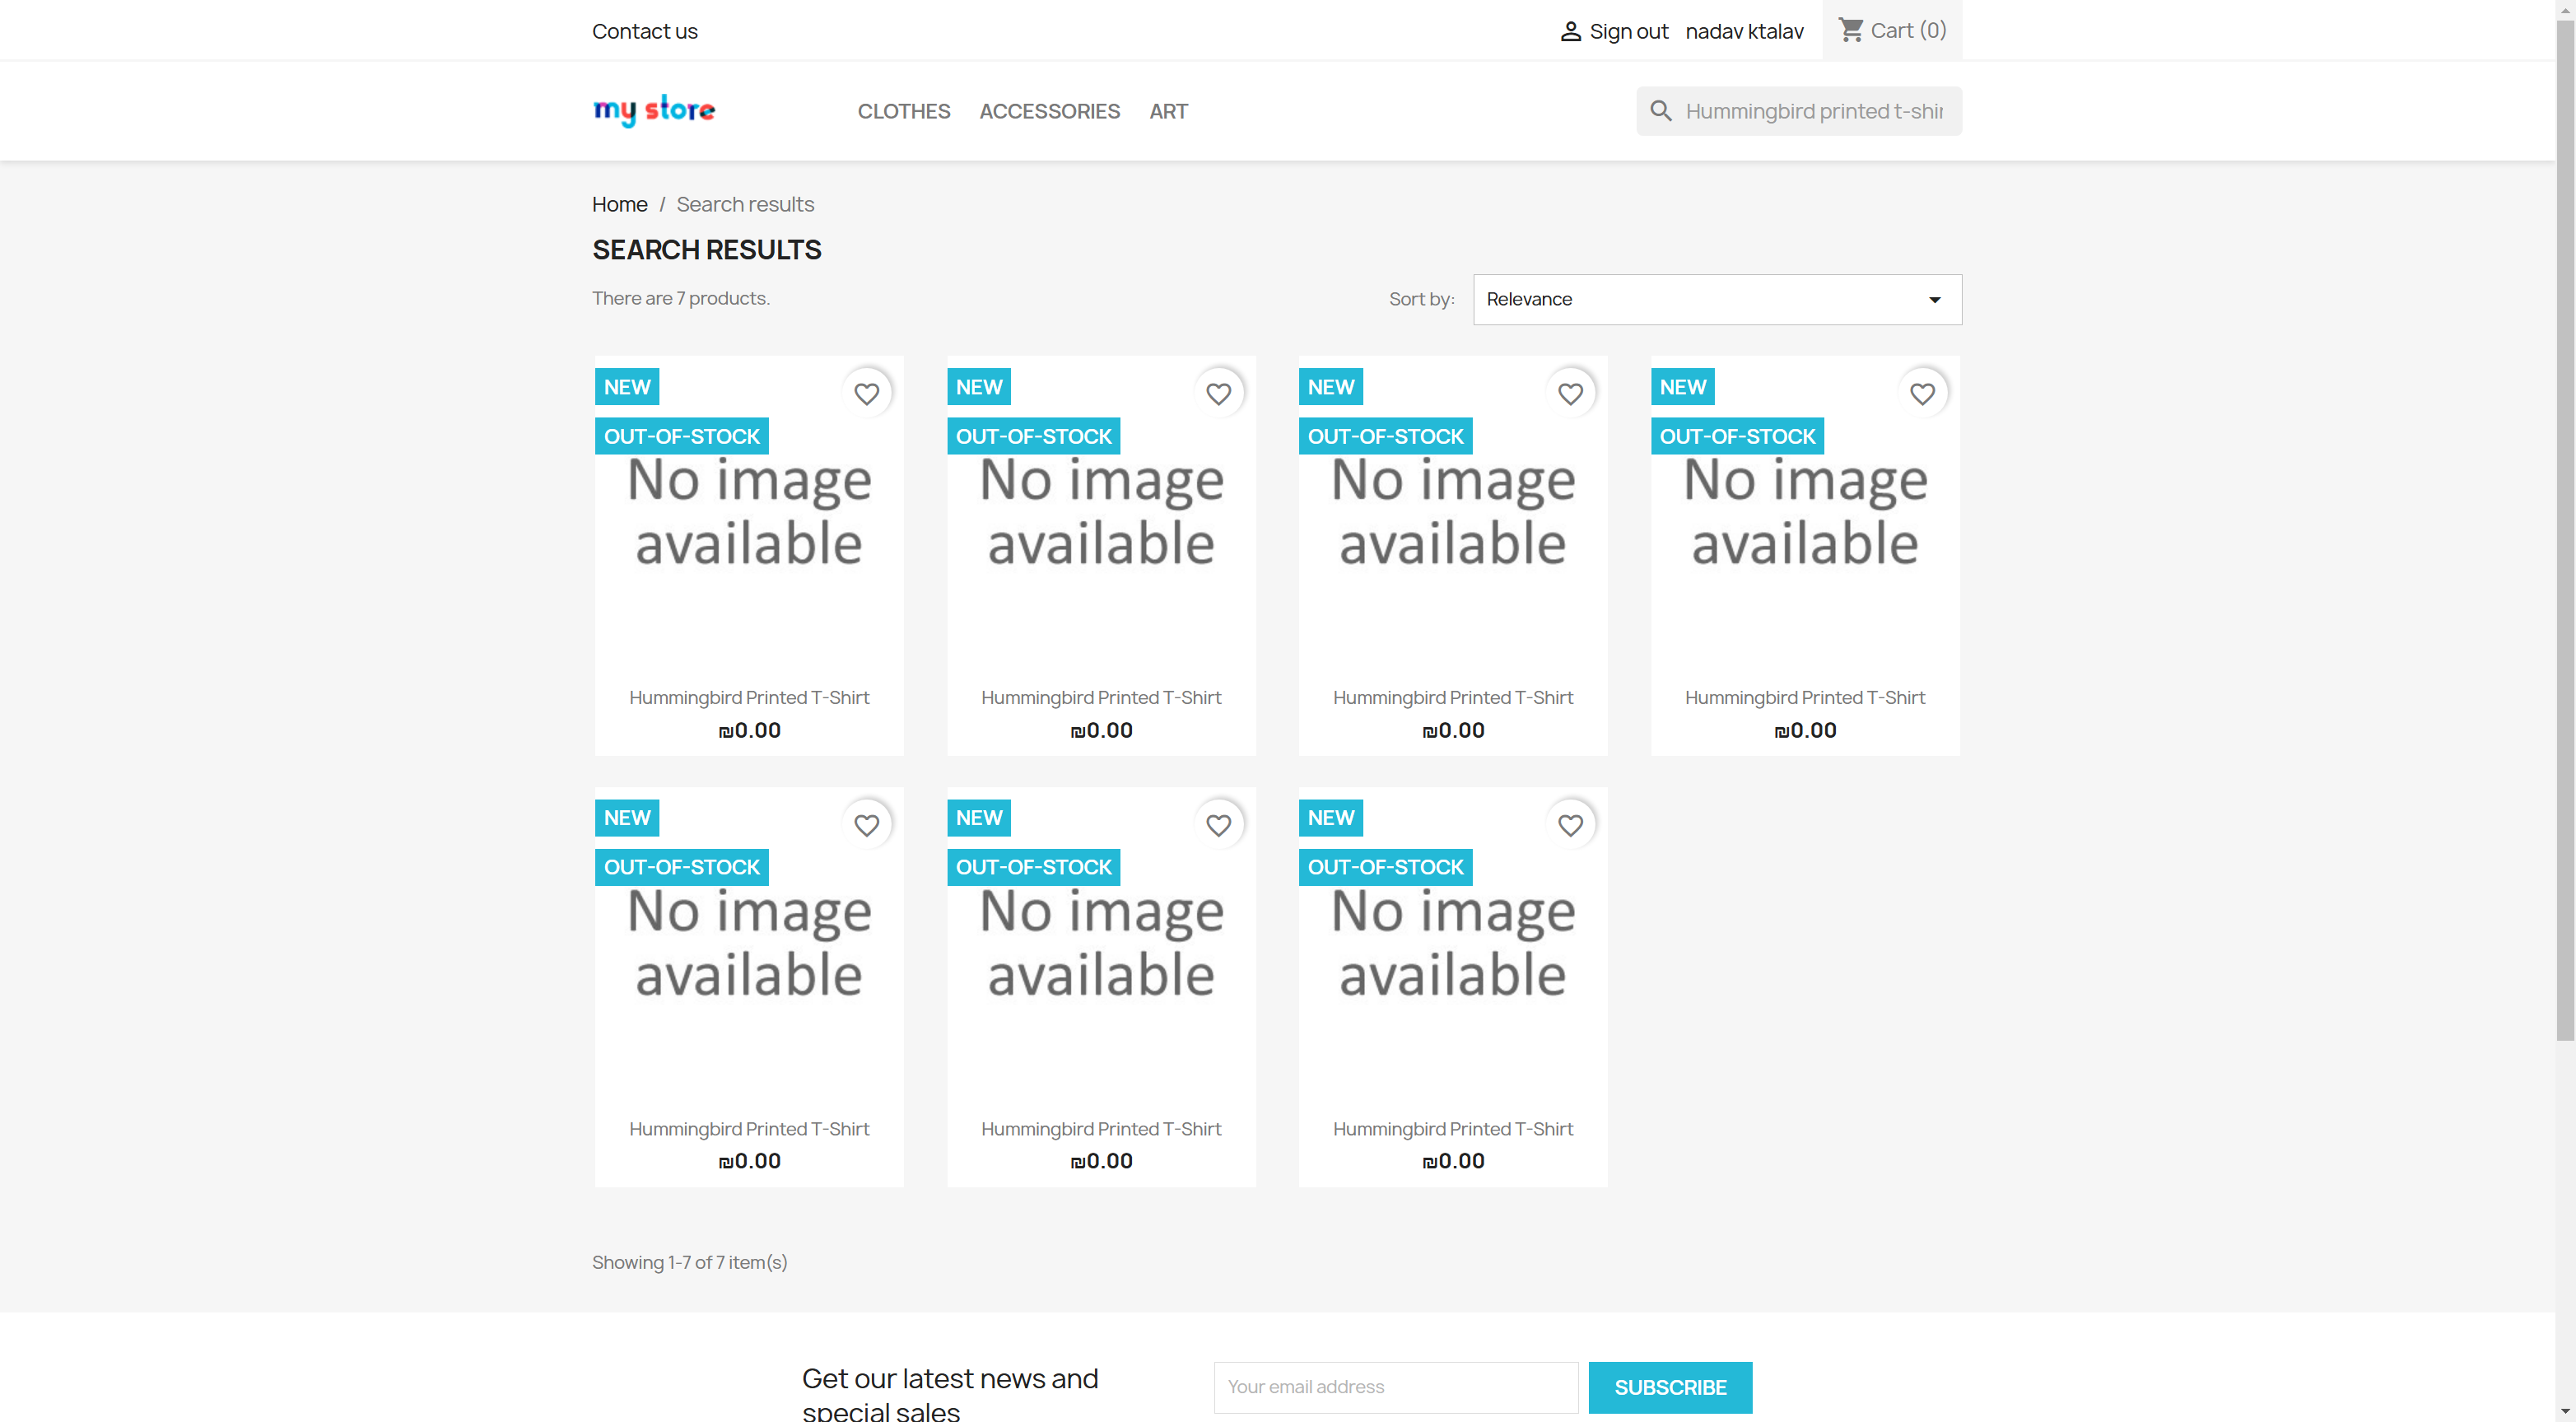 Contact us
Sign out nadav ktalav Cart (0)
my store
CLOTHES ACCESSORIES ART
Hummingbird printed t-shir
Home / Search results
SEARCH RESULTS
There are 7 products.
Sort by: Relevance
NEW
OUT-OF-STOCK
No image
available
Hummingbird Printed T-Shirt
₪0.00
NEW
OUT-OF-STOCK
No image
available
Hummingbird Printed T-Shirt
₪0.00
NEW
OUT-OF-STOCK
No image
available
Hummingbird Printed T-Shirt
₪0.00
NEW
OUT-OF-STOCK
No image
available
Hummingbird Printed T-Shirt
₪0.00
NEW
OUT-OF-STOCK
No image
available
Hummingbird Printed T-Shirt
₪0.00
NEW
OUT-OF-STOCK
No image
available
Hummingbird Printed T-Shirt
₪0.00
NEW
OUT-OF-STOCK
No image
available
Hummingbird Printed T-Shirt
₪0.00
Showing 1-7 of 7 item(s)
Get our latest news and
special sales
Your email address
SUBSCRIBE